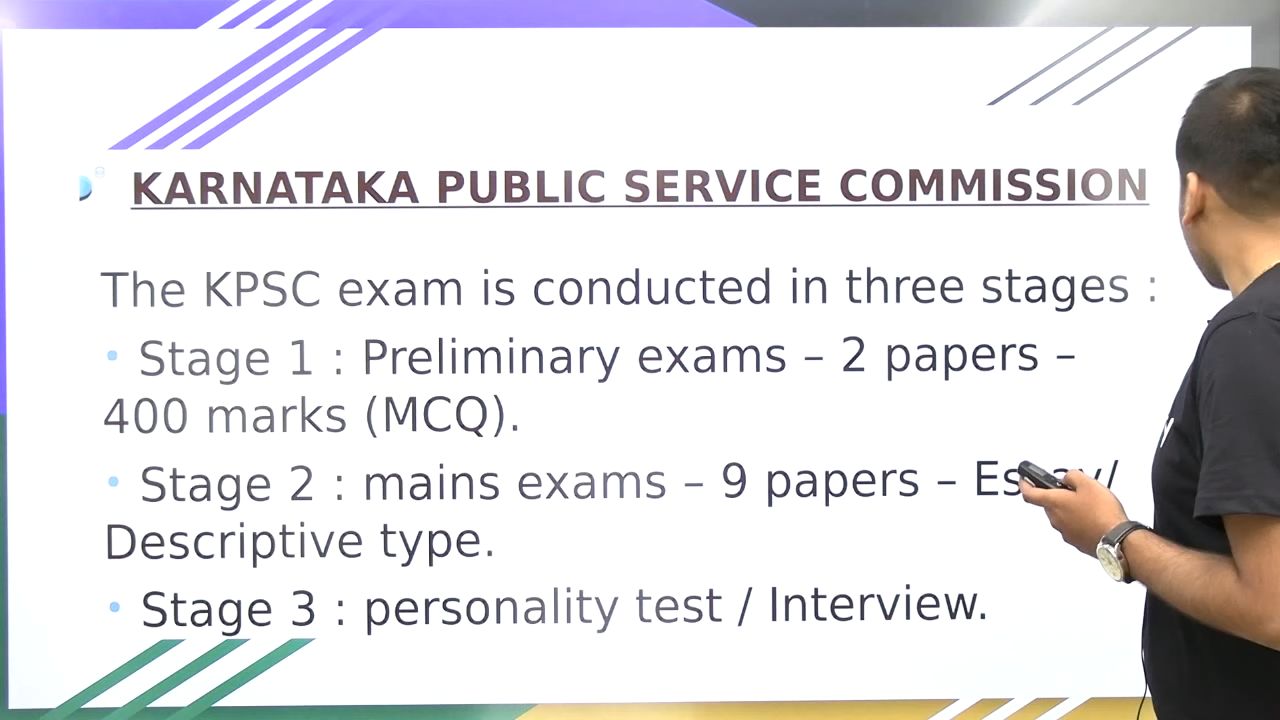 KARNATAKA PUBLIC SERVICE COMMISSION
The KPSC exam is conducted in three stages :
• Stage 1 : Preliminary exams – 2 papers –
400 marks (MCQ).
• Stage 2 : mains exams – 9 papers – Essay/
Descriptive type.
• Stage 3 : personality test / Interview.